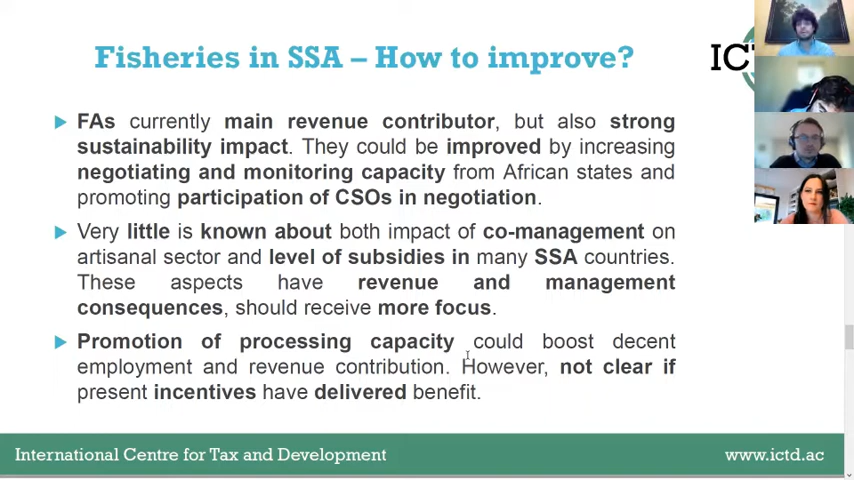 Fisheries in SSA – How to improve?
FAs currently main revenue contributor, but also strong
sustainability impact. They could be improved by increasing
negotiating and monitoring capacity from African states and
promoting participation of CSOs in negotiation.
Very little is known about both impact of co-management on
artisanal sector and level of subsidies in many SSA countries.
These aspects have revenue and management
consequences, should receive more focus.
Promotion of processing capacity could boost decent
employment and revenue contribution. However, not clear if
present incentives have delivered benefit.
International Centre for Tax and Development
www.ictd.ac